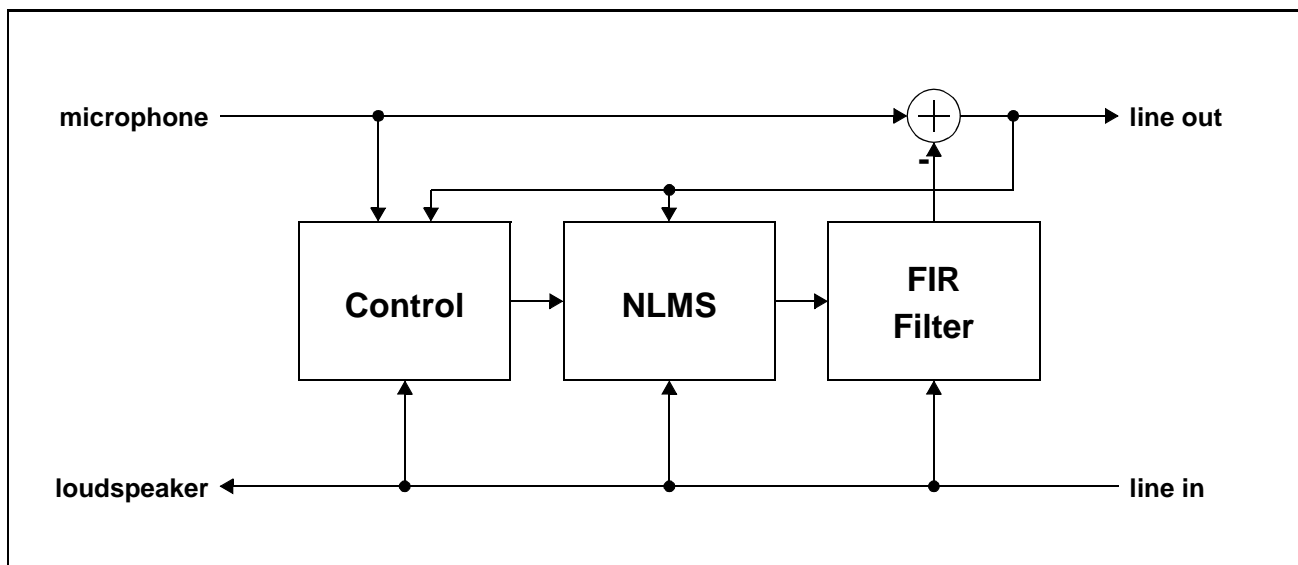 microphone
line out
-
Control
NLMS
FIR
Filter
loudspeaker
line in